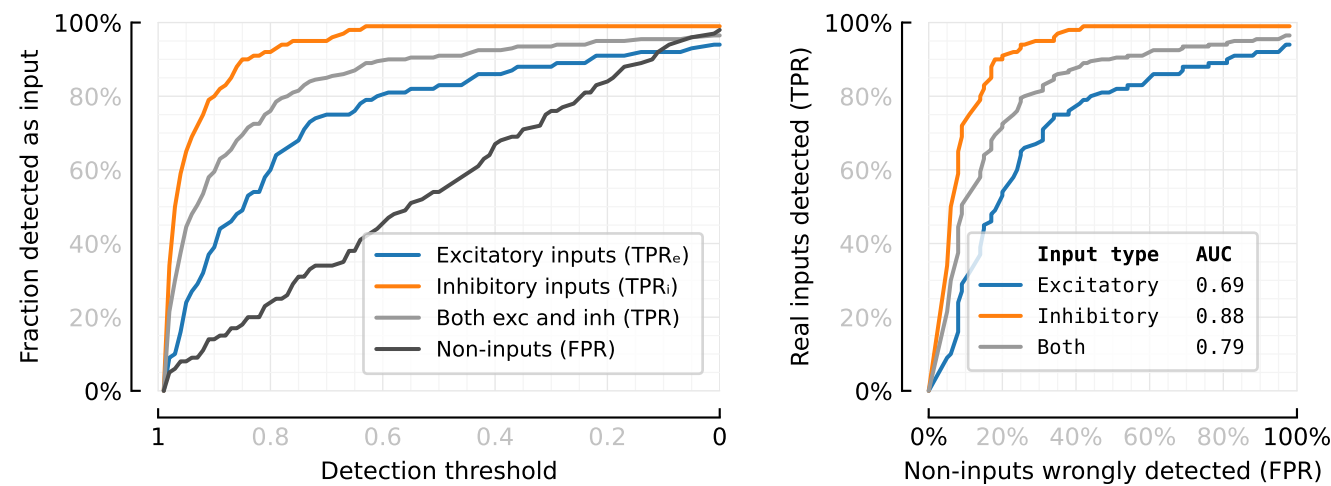 100%
80%
60%
40%
20%
0%
Fraction detected as input
Excitatory inputs (TPRₑ)
Inhibitory inputs (TPRᵢ)
Both exc and inh (TPR)
Non-inputs (FPR)
1 0.8 0.6 0.4 0.2 0
Detection threshold
100%
80%
60%
40%
20%
0%
Real inputs detected (TPR)
Input type AUC
Excitatory 0.69
Inhibitory 0.88
Both 0.79
0% 20% 40% 60% 80% 100%
Non-inputs wrongly detected (FPR)